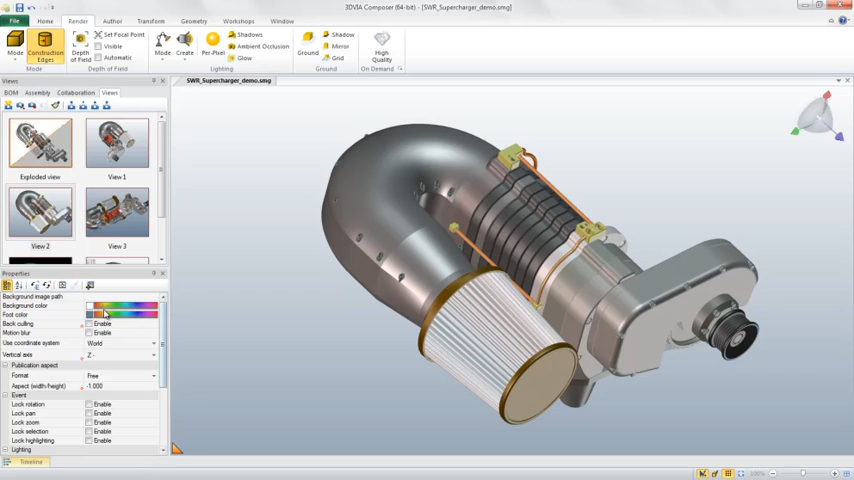 3DVIA Composer (64-bit) - [SWR_Supercharger_demo.smg]
File Home Render Author Transform Geometry Workshops Window
Mode
Construction Edges
Mode
Depth of Field
Set Focal Point
Visible
Automatic
Depth of Field
Mode
Create
Per-Pixel
Shadows
Ambient Occlusion
Glow
Lighting
Ground
Shadow
Mirror
Grid
Ground
High Quality
On Demand
Views
SWR_Supercharger_demo.smg
BOM Assembly Collaboration Views
Exploded view
View 1
View 2
View 3
Properties
Background image path
Background color
Foot color
Back culling Enable
Motion blur Enable
Use coordinate system World
Vertical axis Z -
Publication aspect
Format Free
Aspect (width/height) -1.000
Event
Lock rotation Enable
Lock pan Enable
Lock zoom Enable
Lock selection Enable
Lock highlighting Enable
Lighting
Timeline